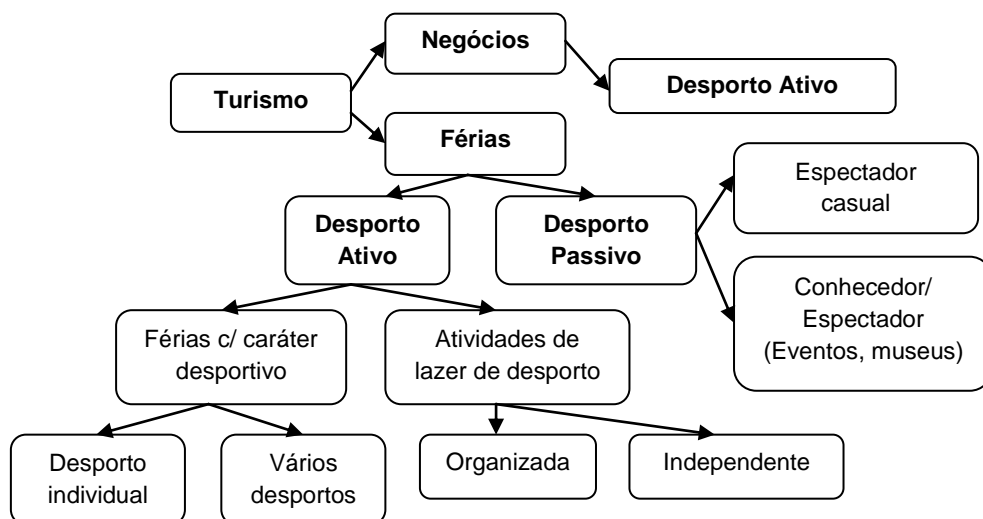 Negócios
Turismo
Desporto Ativo
Férias
Espectador
casual
Desporto
Ativo
Desporto
Passivo
Conhecedor/
Espectador
(Eventos, museus)
Férias c/ caráter
desportivo
Atividades de
lazer de desporto
Desporto
individual
Vários
desportos
Organizada
Independente